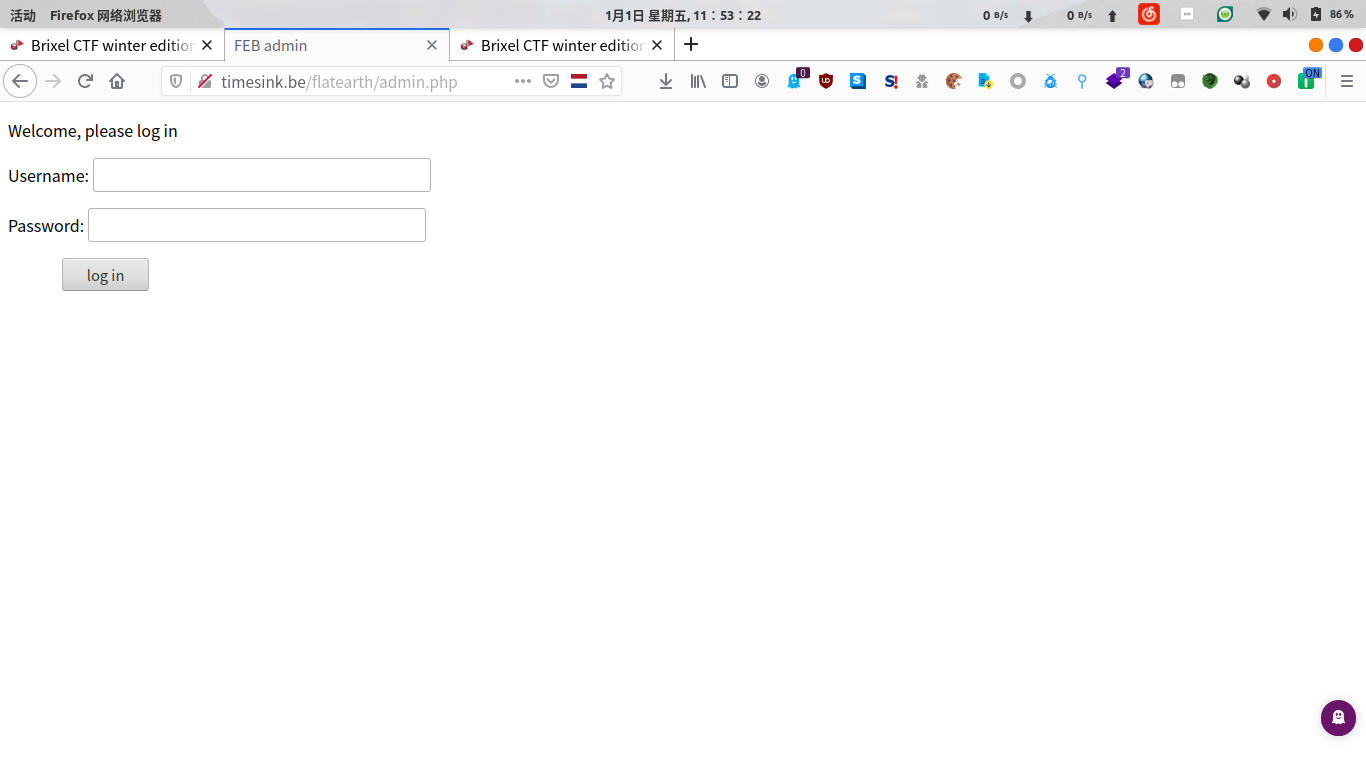 活动 Firefox 网络浏览器 1月1日 星期五, 11：53：22 0 B/s 0 B/s 86 %
Brixel CTF winter edition FEB admin Brixel CTF winter edition
timesink.be/flatearth/admin.php 0 2 ON
Welcome, please log in
Username:
Password:
log in